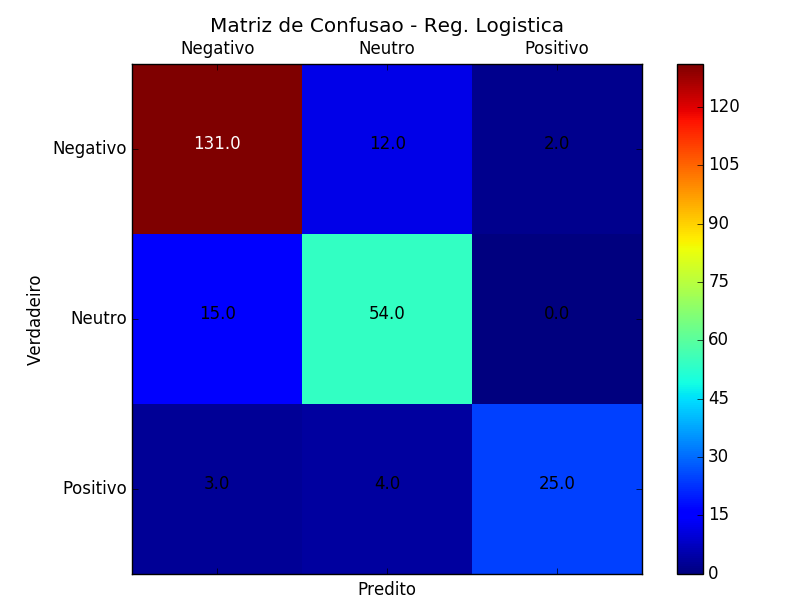 Matriz de Confusao - Reg. Logistica
Negativo Neutro Positivo
Negativo 131.0 12.0 2.0
Neutro 15.0 54.0 0.0
Positivo 3.0 4.0 25.0
Verdadeiro
Predito
120
105
90
75
60
45
30
15
0